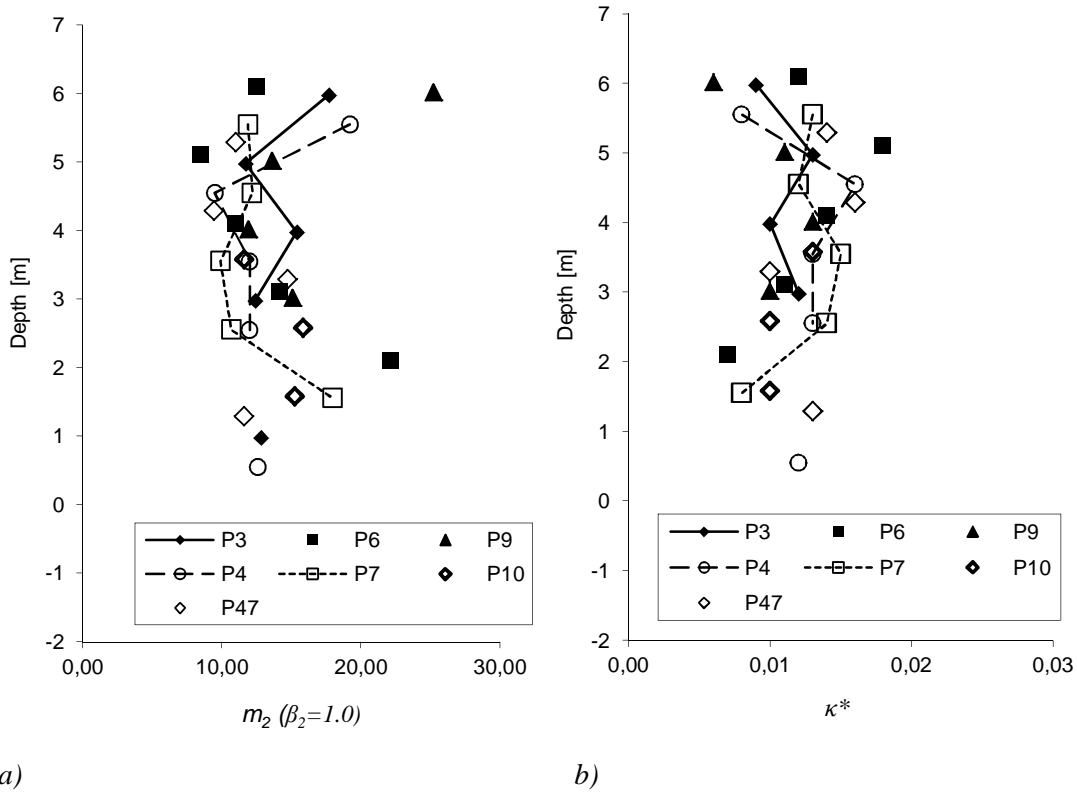 7
6
5
4
3
2
1
0
-1
-2
Depth [m]
P3 P6 P9
P4 P7 P10
P47
0,00 10,00 20,00 30,00
m₂ (β₂=1.0)
a)
7
6
5
4
3
2
1
0
-1
-2
Depth [m]
P3 P6 P9
P4 P7 P10
P47
0,00 0,01 0,02 0,03
κ*
b)